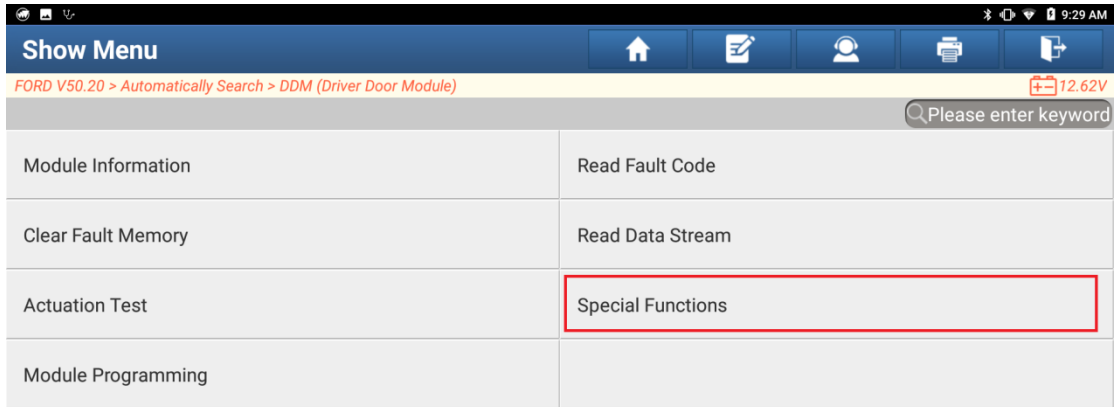 9:29 AM
Show Menu
FORD V50.20 > Automatically Search > DDM (Driver Door Module)
12.62V
Please enter keyword
Module Information
Read Fault Code
Clear Fault Memory
Read Data Stream
Actuation Test
Special Functions
Module Programming